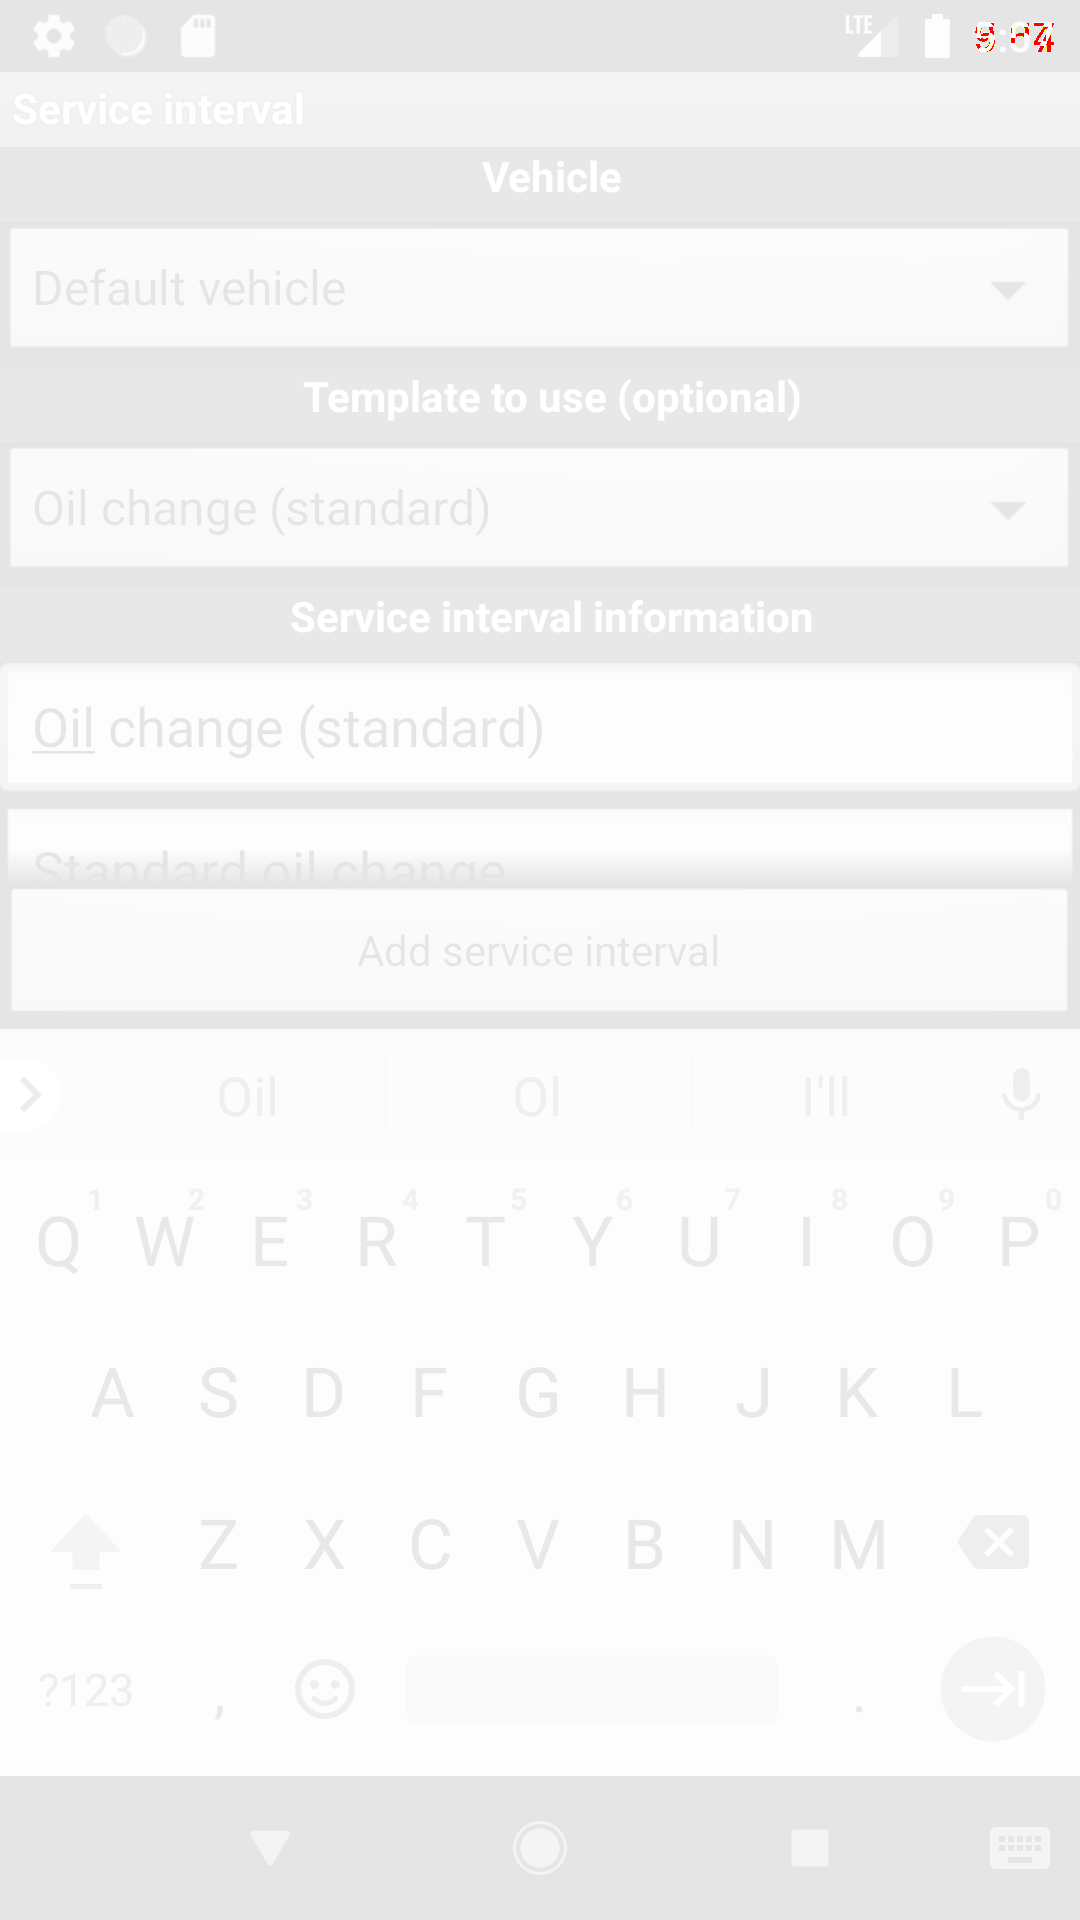 LTE
Service interval
Vehicle
Default vehicle
Template to use (optional)
Oil change (standard)
Service interval information
Oil change (standard)
Standard oil change
Add service interval
Oil Ol I'll
1 2 3 4 5 6 7 8 9 0
Q W E R T Y U I O P
A S D F G H J K L
Z X C V B N M
?123 , .